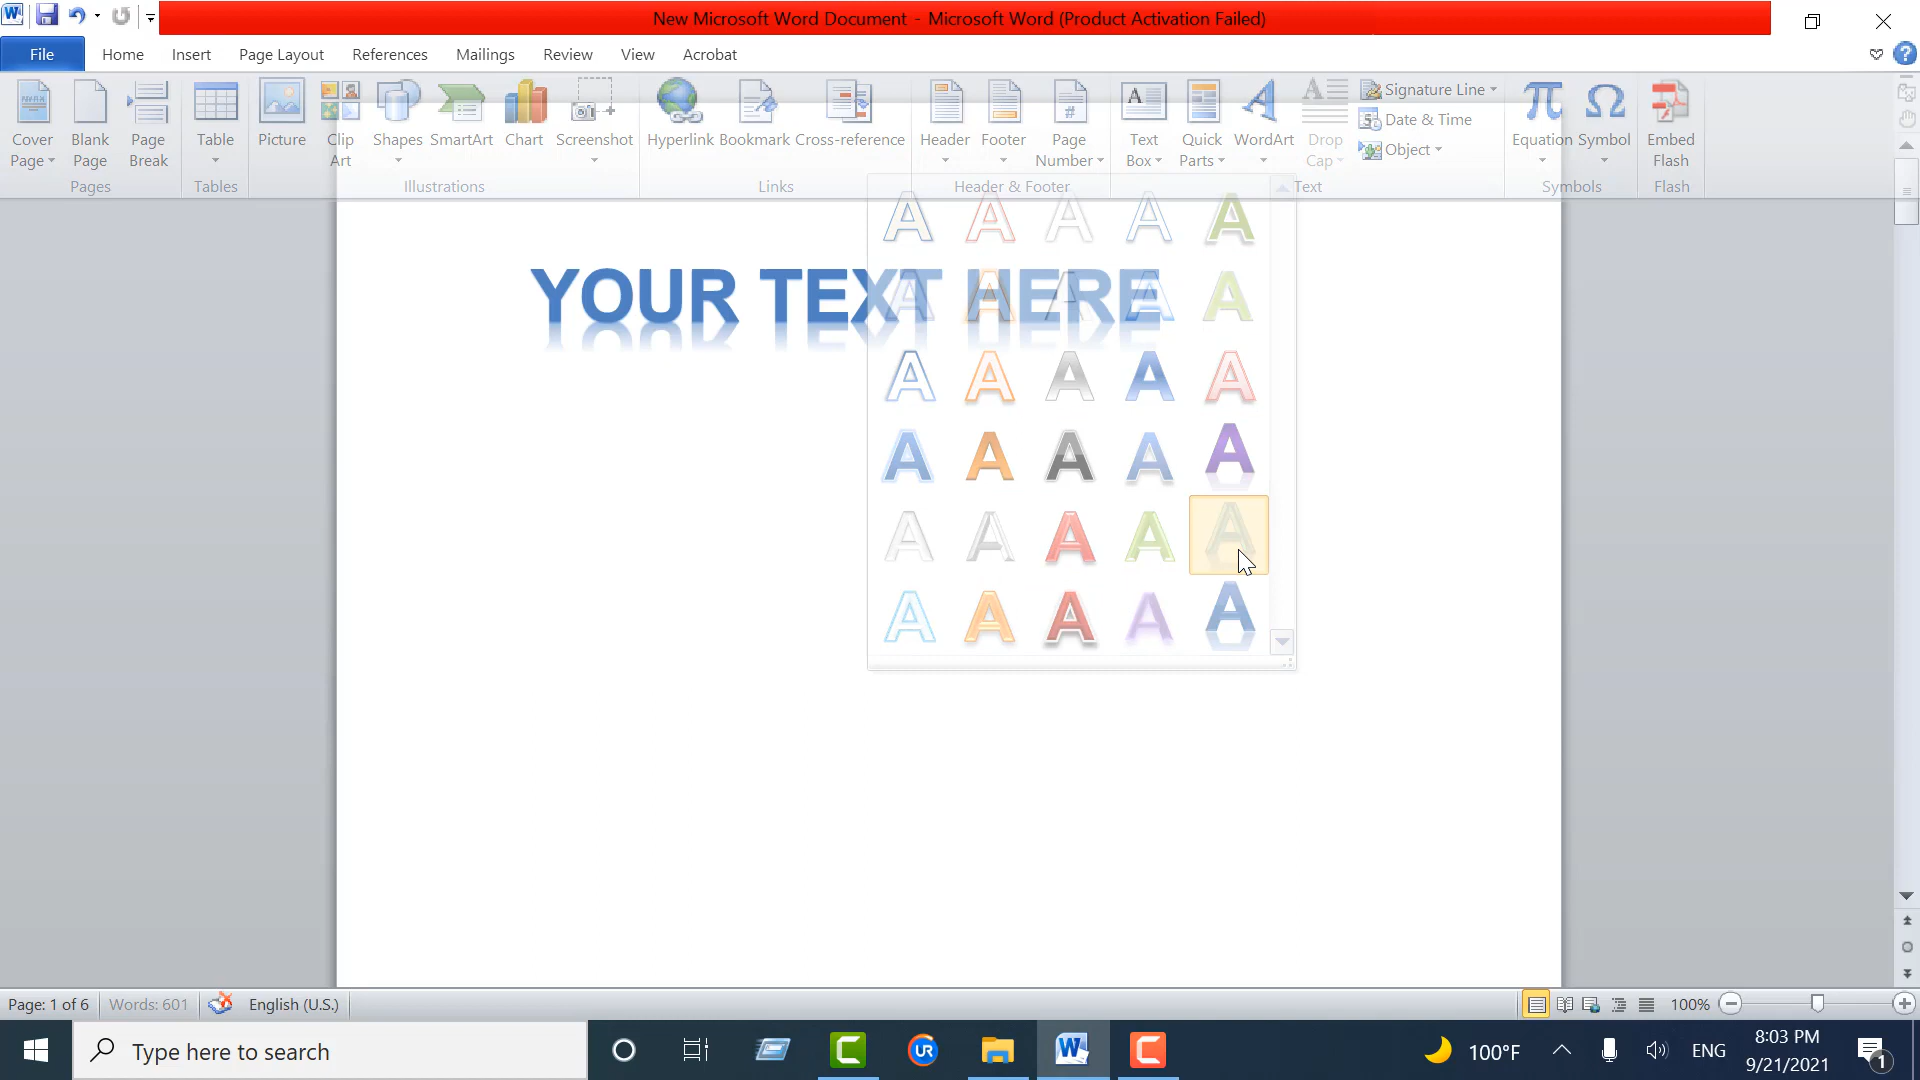 New Microsoft Word Document - Microsoft Word (Product Activation Failed)
File Home Insert Page Layout References Mailings Review View Acrobat
Cover Page
Blank Page
Page Break
Pages
Table
Tables
Picture
Clip Art
Shapes
SmartArt
Chart
Screenshot
Illustrations
Hyperlink
Bookmark
Cross-reference
Links
Header
Footer
Page Number
Header & Footer
Text Box
Quick Parts
WordArt
Drop Cap
Signature Line
Date & Time
Object
Text
Equation
Symbol
Symbols
Embed Flash
Flash
YOUR TEXT HERE
A A A A A
A A A A A
A A A A A
A A A A A
A A A A A
A A A A A
Page: 1 of 6 Words: 601 English (U.S.) 100%
Type here to search
UR
100°F
ENG
8:03 PM
9/21/2021
1